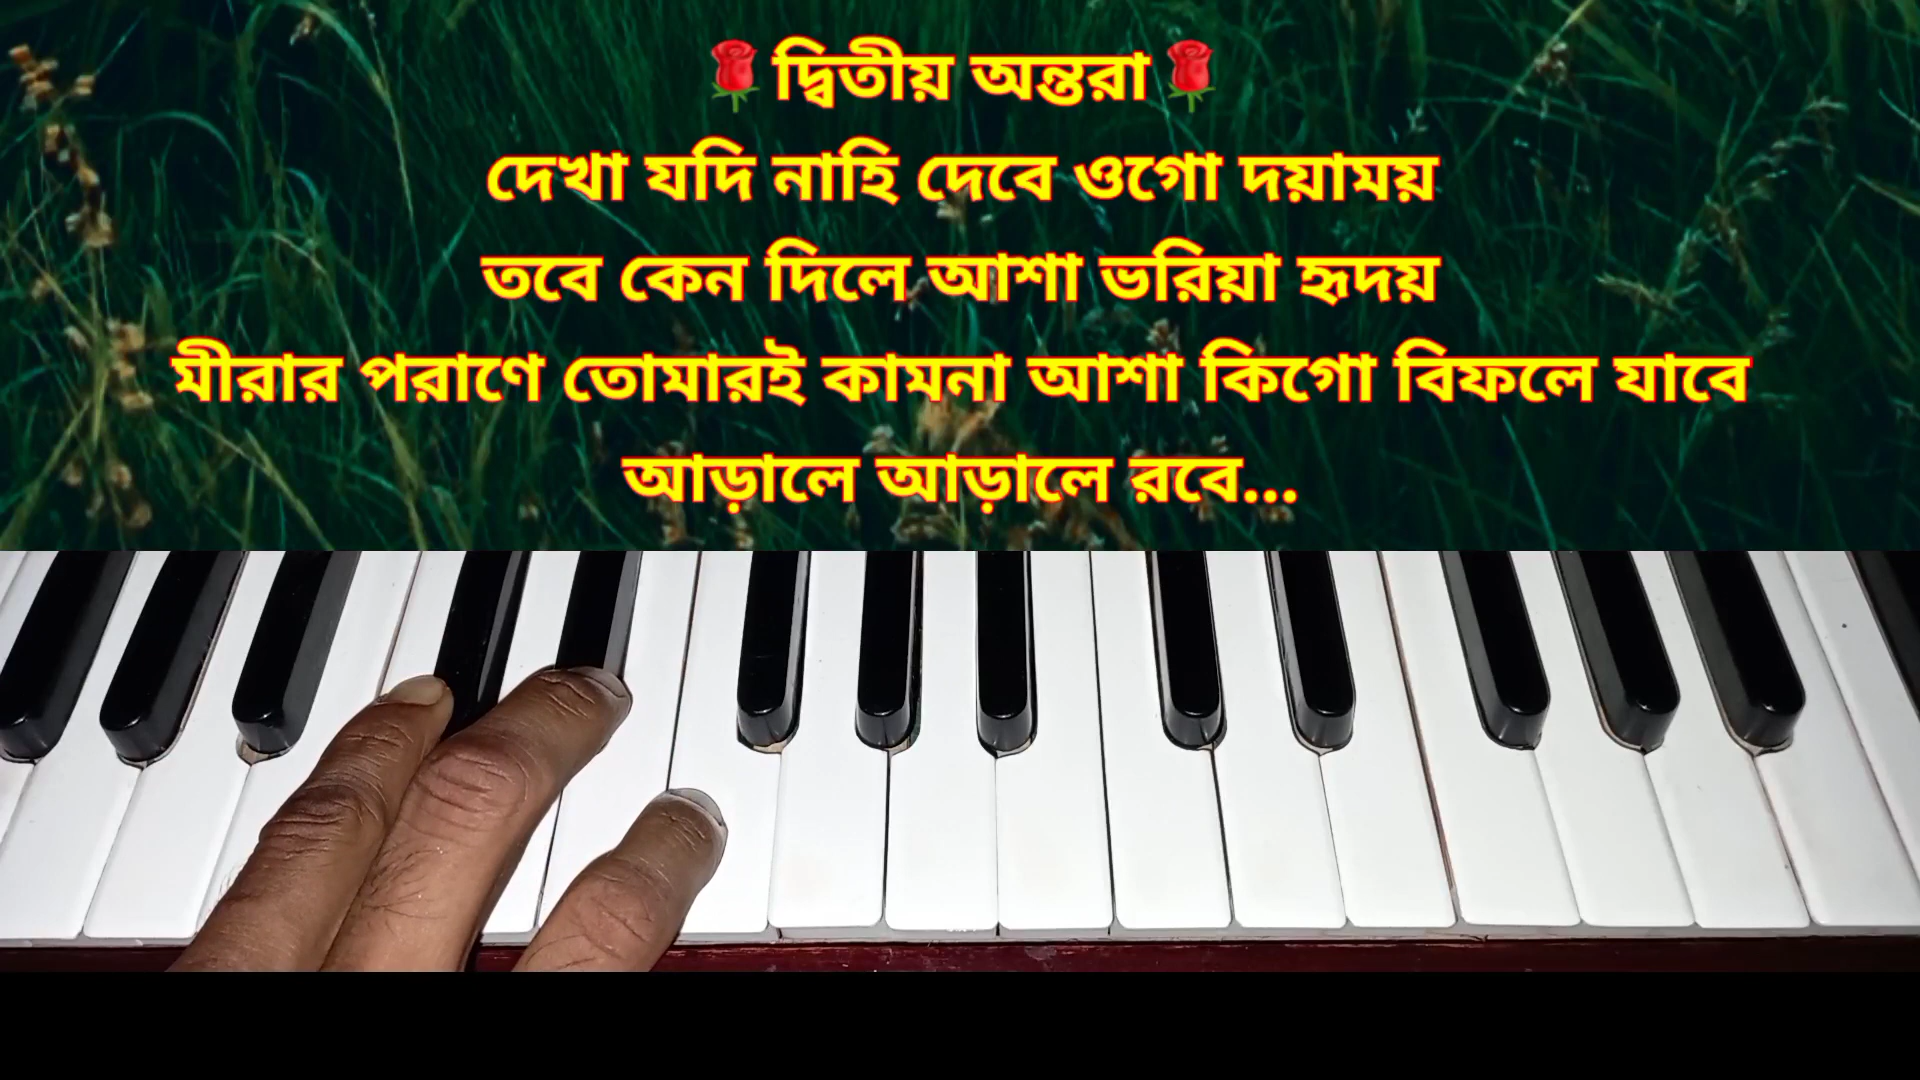 🌹দ্বিতীয় অন্তরা🌹
দেখা যদি নাহি দেবে ওগো দয়াময়
তবে কেন দিলে আশা ভরিয়া হৃদয়
মীরার পরাণে তোমারই কামনা আশা কিগো বিফলে যাবে
আড়ালে আড়ালে রবে...